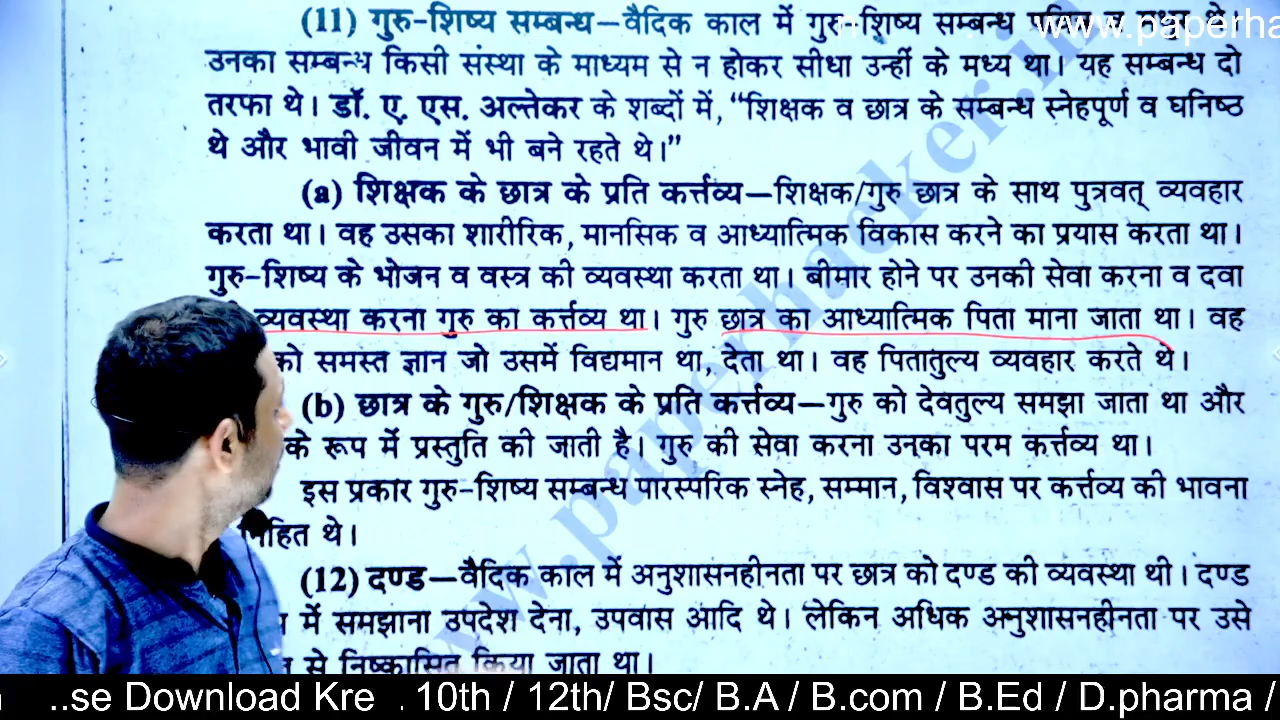 (11) गुरु-शिष्य सम्बन्ध—वैदिक काल में गुरु-शिष्य सम्बन्ध व थे।
www.paperha
उनका सम्बन्ध किसी संस्था के माध्यम से न होकर सीधा उन्हीं के मध्य था। यह सम्बन्ध दो
तरफा थे। डॉ. ए. एस. अल्तेकर के शब्दों में, “शिक्षक व छात्र के सम्बन्ध स्नेहपूर्ण व घनिष्ठ
थे और भावी जीवन में भी बने रहते थे।”
(a) शिक्षक के छात्र के प्रति कर्त्तव्य—शिक्षक/गुरु छात्र के साथ पुत्रवत् व्यवहार
करता था। वह उसका शारीरिक, मानसिक व आध्यात्मिक विकास करने का प्रयास करता था।
गुरु-शिष्य के भोजन व वस्त्र की व्यवस्था करता था। बीमार होने पर उनकी सेवा करना व दवा
व्यवस्था करना गुरु का कर्त्तव्य था। गुरु छात्र का आध्यात्मिक पिता माना जाता था। वह
को समस्त ज्ञान जो उसमें विद्यमान था, देता था। वह पितातुल्य व्यवहार करते थे।
(b) छात्र के गुरु/शिक्षक के प्रति कर्त्तव्य—गुरु को देवतुल्य समझा जाता था और
के रूप में प्रस्तुति की जाती है। गुरु की सेवा करना उनका परम कर्त्तव्य था।
इस प्रकार गुरु-शिष्य सम्बन्ध पारस्परिक स्नेह, सम्मान, विश्वास पर कर्त्तव्य की भावना
हित थे।
(12) दण्ड—वैदिक काल में अनुशासनहीनता पर छात्र को दण्ड की व्यवस्था थी। दण्ड
में समझाना उपदेश देना, उपवास आदि थे। लेकिन अधिक अनुशासनहीनता पर उसे
से निष्कासित किया जाता था।
www.paperhacker.in
..se Download Kre . 10th / 12th/ Bsc/ B.A / B.com / B.Ed / D.pharma /